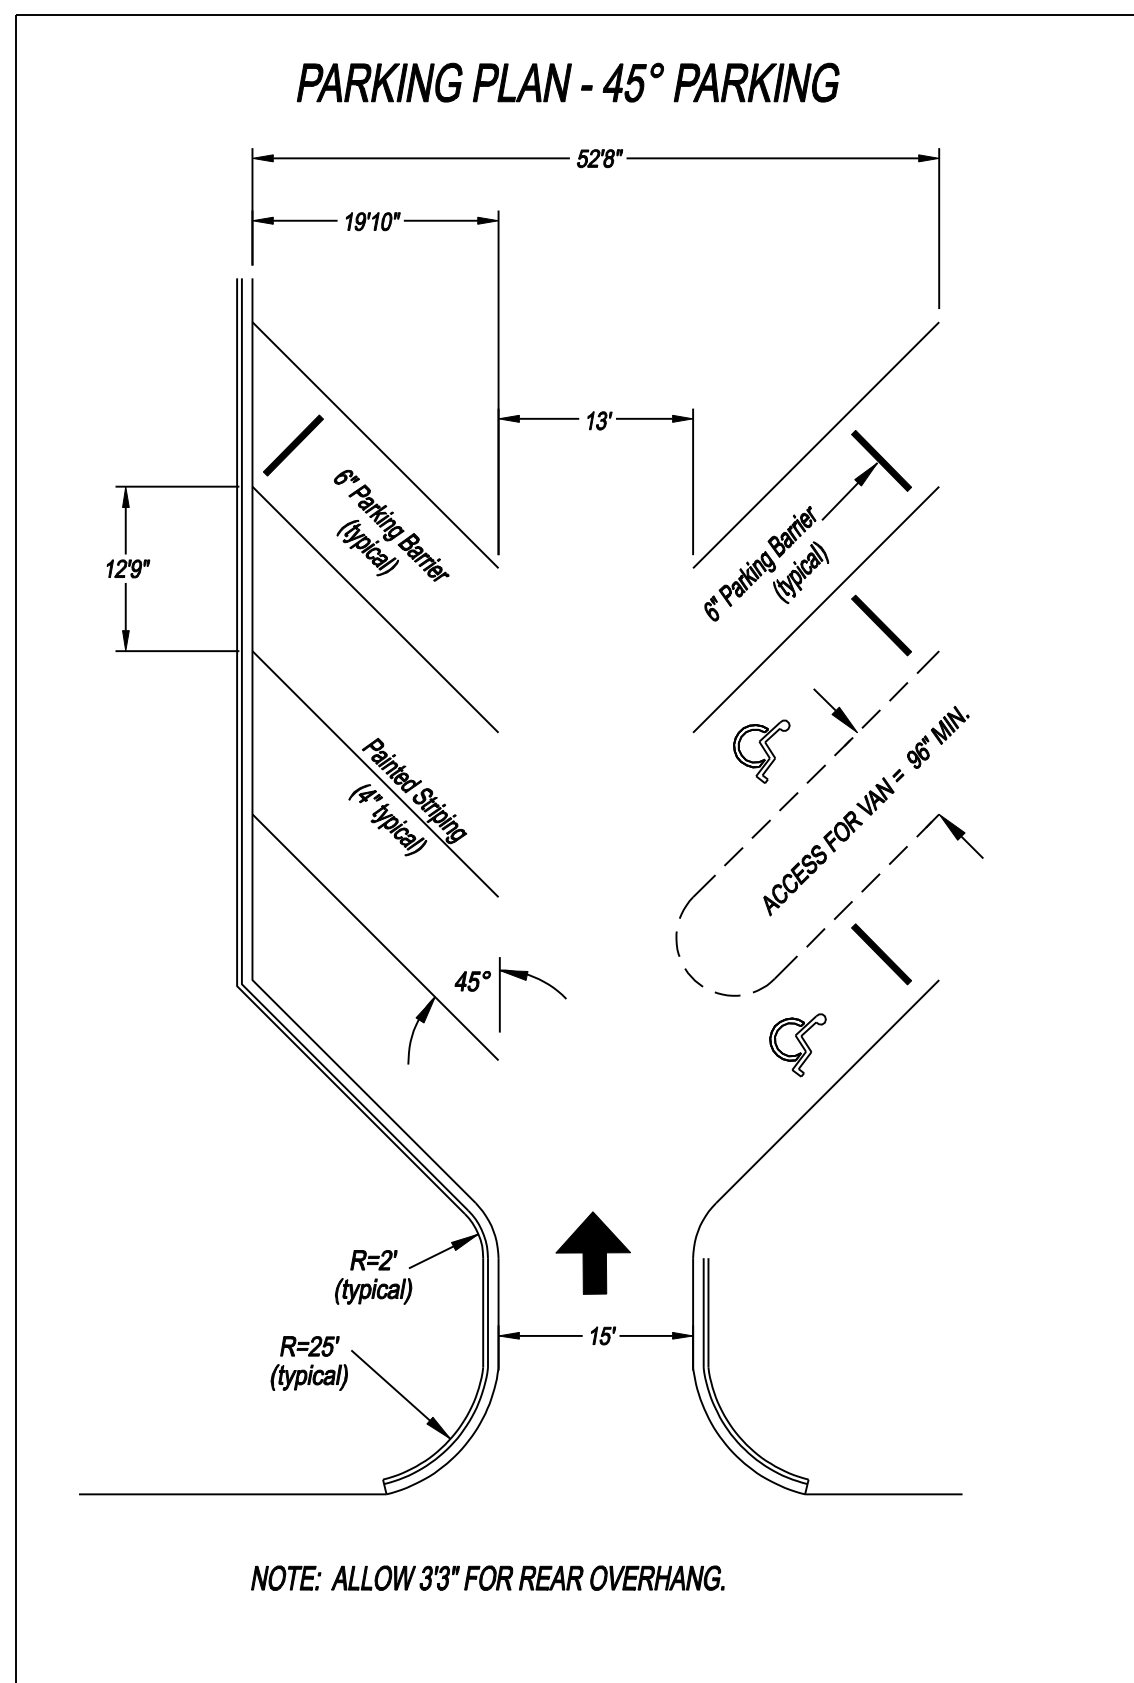 PARKING PLAN - 45° PARKING
52'8"
19'10"
13'
6" Parking Barrier
(typical)
6" Parking Barrier
(typical)
12'9"
Painted Striping
(4" typical)
ACCESS FOR VAN = 96" MIN.
45°
R=2'
(typical)
15'
R=25'
(typical)
NOTE: ALLOW 3'3" FOR REAR OVERHANG.